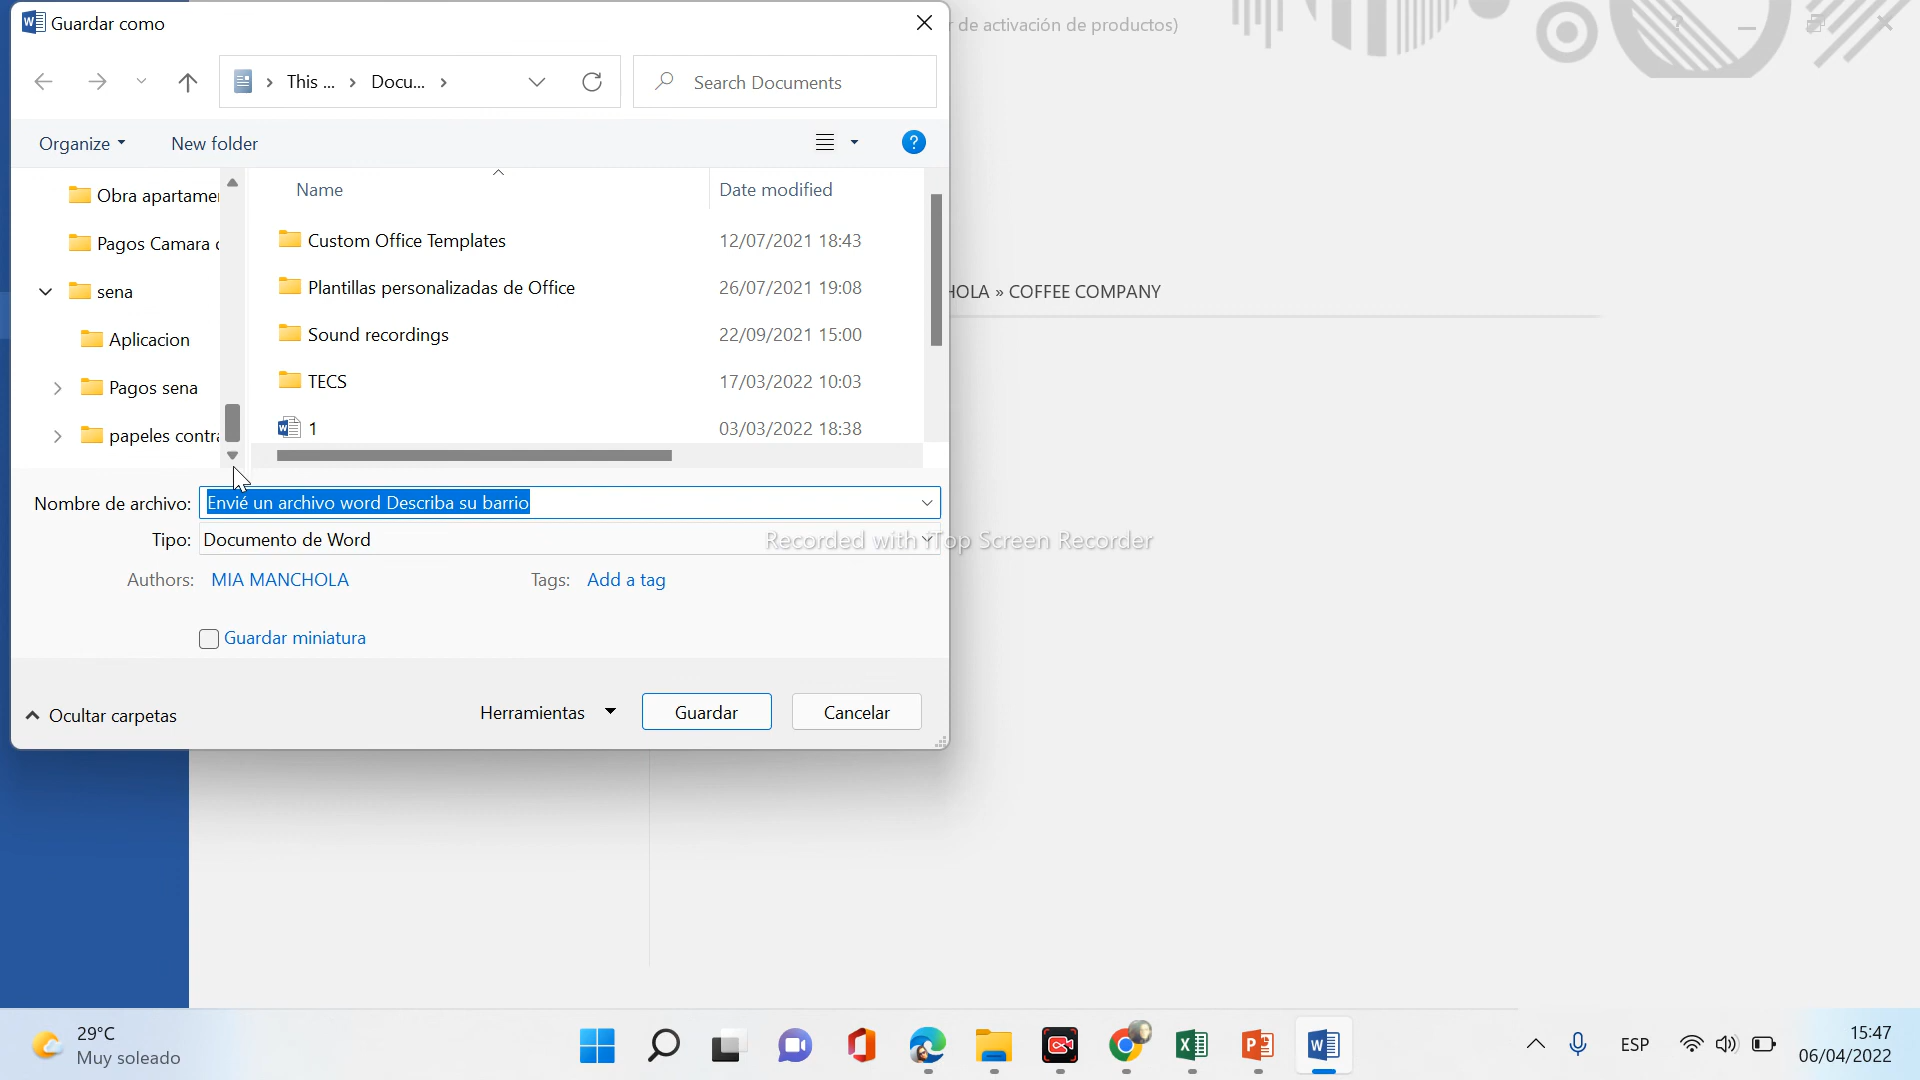 Guardar como
de activación de productos)
This ... Docu...
Search Documents
Organize
New folder
Name
Date modified
Obra apartame
Pagos Camara
sena
Aplicacion
Pagos sena
papeles contra
Custom Office Templates 12/07/2021 18:43
Plantillas personalizadas de Office 26/07/2021 19:08
Sound recordings 22/09/2021 15:00
TECS 17/03/2022 10:03
1 03/03/2022 18:38
HOLA » COFFEE COMPANY
Nombre de archivo: Envié un archivo word Describa su barrio
Tipo: Documento de Word
Recorded with iTop Screen Recorder
Authors: MIA MANCHOLA Tags: Add a tag
Guardar miniatura
Ocultar carpetas
Herramientas
Guardar
Cancelar
29°C
Muy soleado
ESP
15:47
06/04/2022